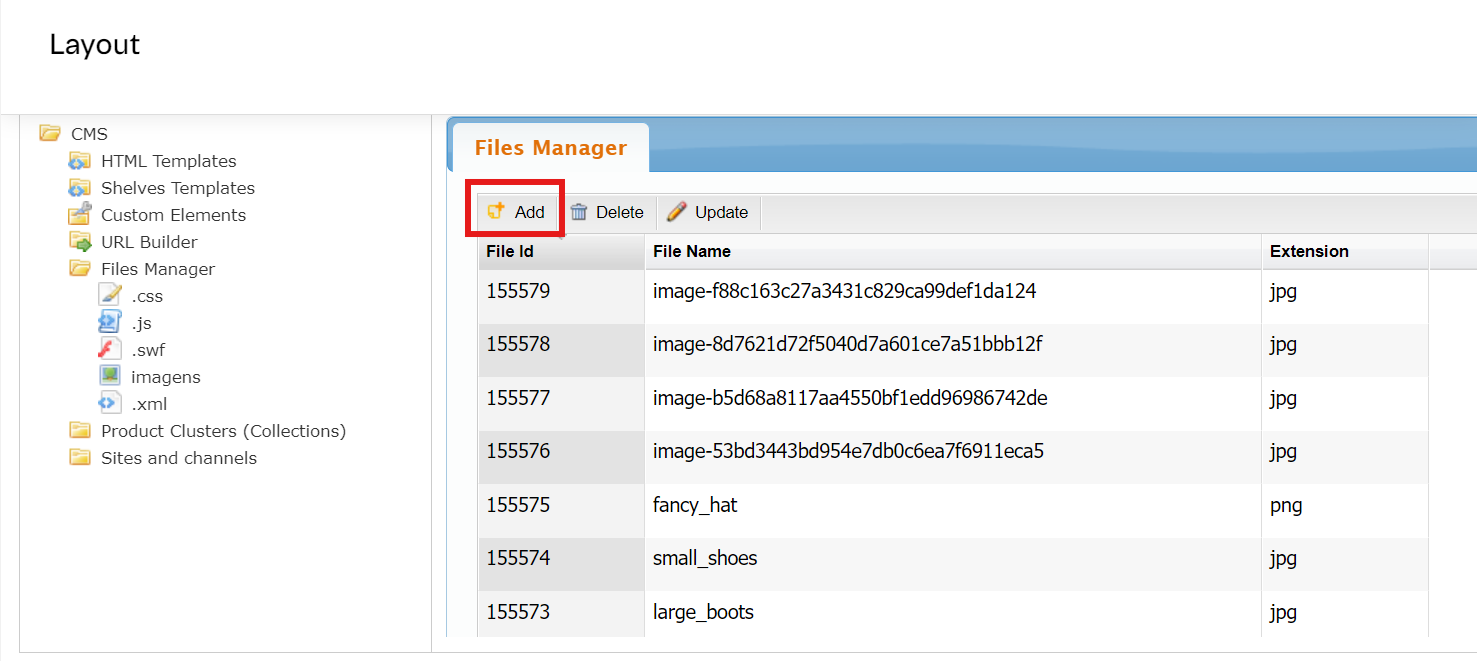 Layout
CMS
HTML Templates
Shelves Templates
Custom Elements
URL Builder
Files Manager
.css
.js
.swf
imagens
.xml
Product Clusters (Collections)
Sites and channels
Files Manager
Add Delete Update
File Id File Name Extension
155579 image-f88c163c27a3431c829ca99def1da124 jpg
155578 image-8d7621d72f5040d7a601ce7a51bbb12f jpg
155577 image-b5d68a8117aa4550bf1edd96986742de jpg
155576 image-53bd3443bd954e7db0c6ea7f6911eca5 jpg
155575 fancy_hat png
155574 small_shoes jpg
155573 large_boots jpg